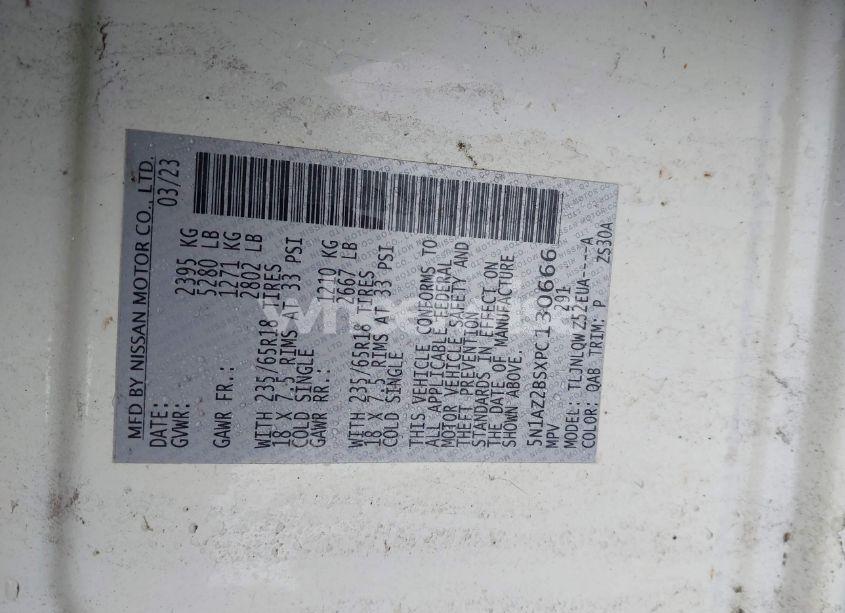 MFD BY NISSAN MOTOR CO., LTD.
DATE: 03/23
GVWR: 2395 KG
5280 LB
GAWR FR.: 1271 KG
2802 LB
WITH 235/65R18 TIRES
18 X 7.5 RIMS AT 33 PSI
COLD SINGLE
GAWR RR.: 1210 KG
2667 LB
WITH 235/65R18 TIRES
18 X 7.5 RIMS AT 33 PSI
COLD SINGLE
THIS VEHICLE CONFORMS TO
ALL APPLICABLE FEDERAL
MOTOR VEHICLE SAFETY AND
THEFT PREVENTION
STANDARDS IN EFFECT ON
THE DATE OF MANUFACTURE
SHOWN ABOVE.
5N1AZ2BSXPC130666
MPV 291
MODEL: TLJNLQWZ52EUA----A
COLOR: QAB TRIM: P ZS30A